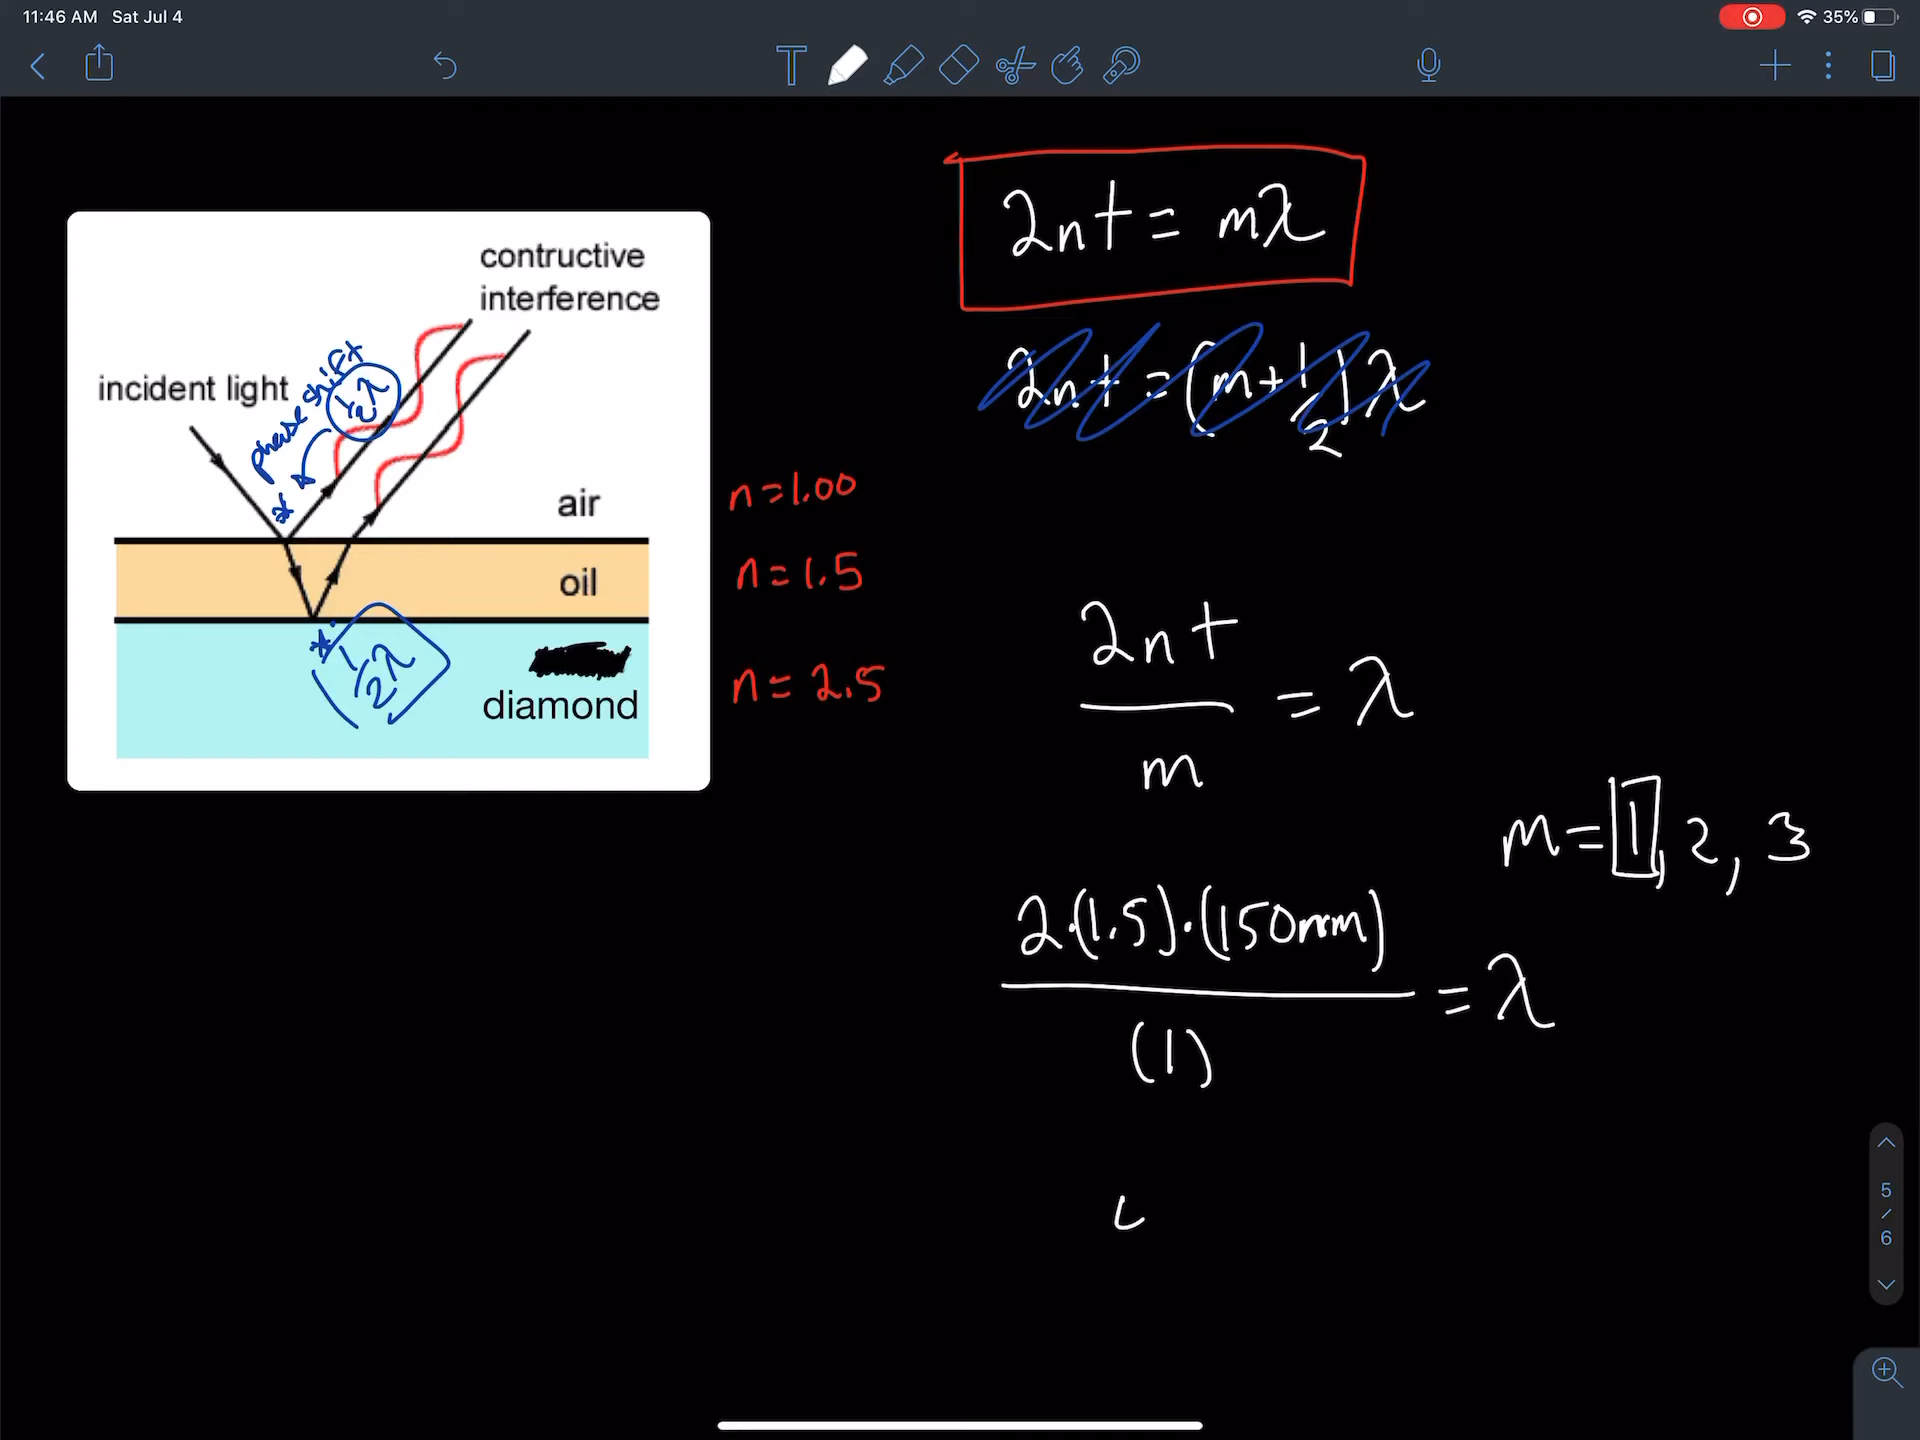 11:46 AM Sat Jul 4
35%
T
contructive
interference
incident light
phase shift
½λ
air
oil
½λ
diamond
n=1.00
n=1.5
n=2.5
2nt = mλ
2nt = (m+½)λ
2nt
= λ
m
m=1, 2, 3
2·(1.5)·(150nm)
= λ
(1)
5
/
6